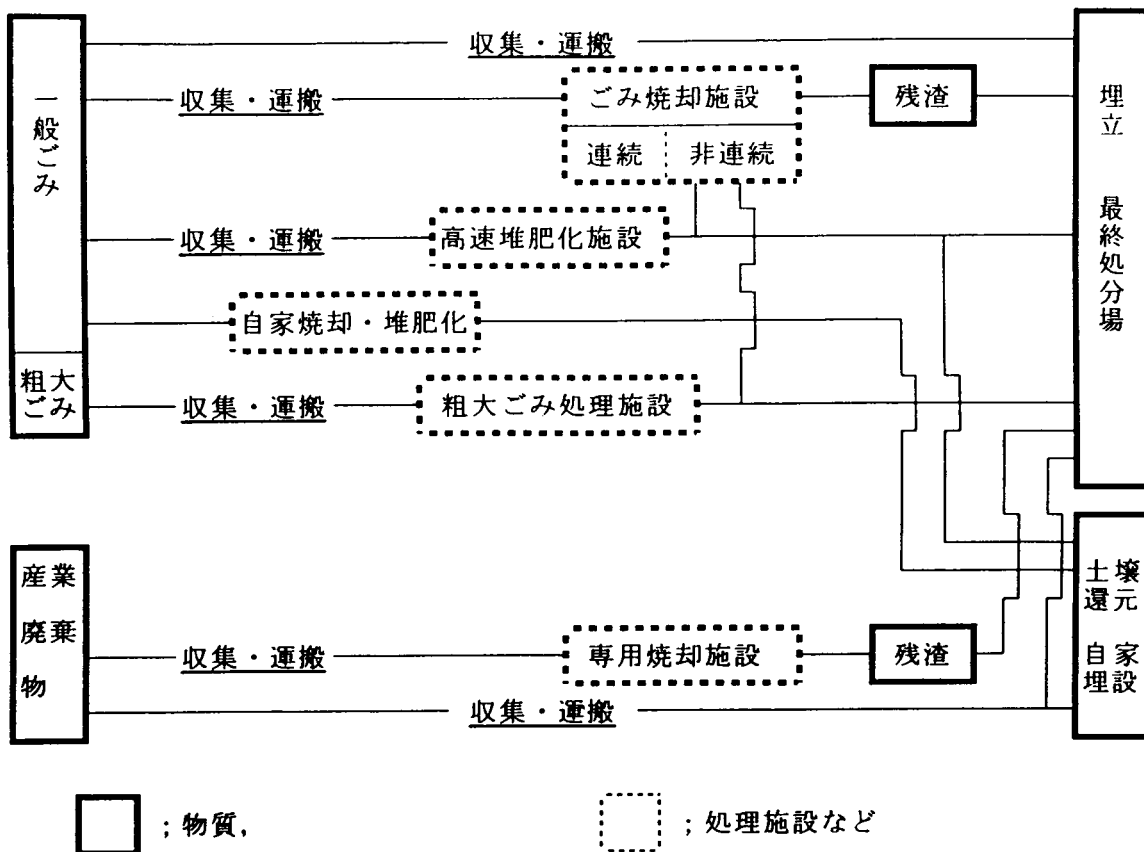 収集・運搬
一般ごみ
収集・運搬
ごみ焼却施設
残渣
埋立 最終処分場
連続
非連続
収集・運搬
高速堆肥化施設
自家焼却・堆肥化
粗大
ごみ
収集・運搬
粗大ごみ処理施設
産業
廃棄
物
収集・運搬
専用焼却施設
残渣
土壌
還元
自家
埋設
収集・運搬
;物質,
;処理施設など